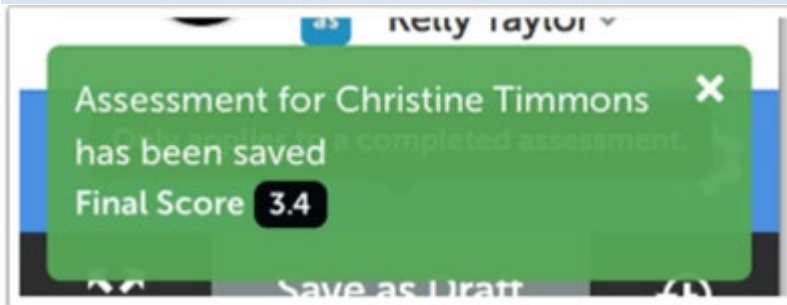 as Kelly Taylor
Assessment for Christine Timmons
Only applies to a completed assessment.
has been saved
Final Score 3.4
Save as Draft